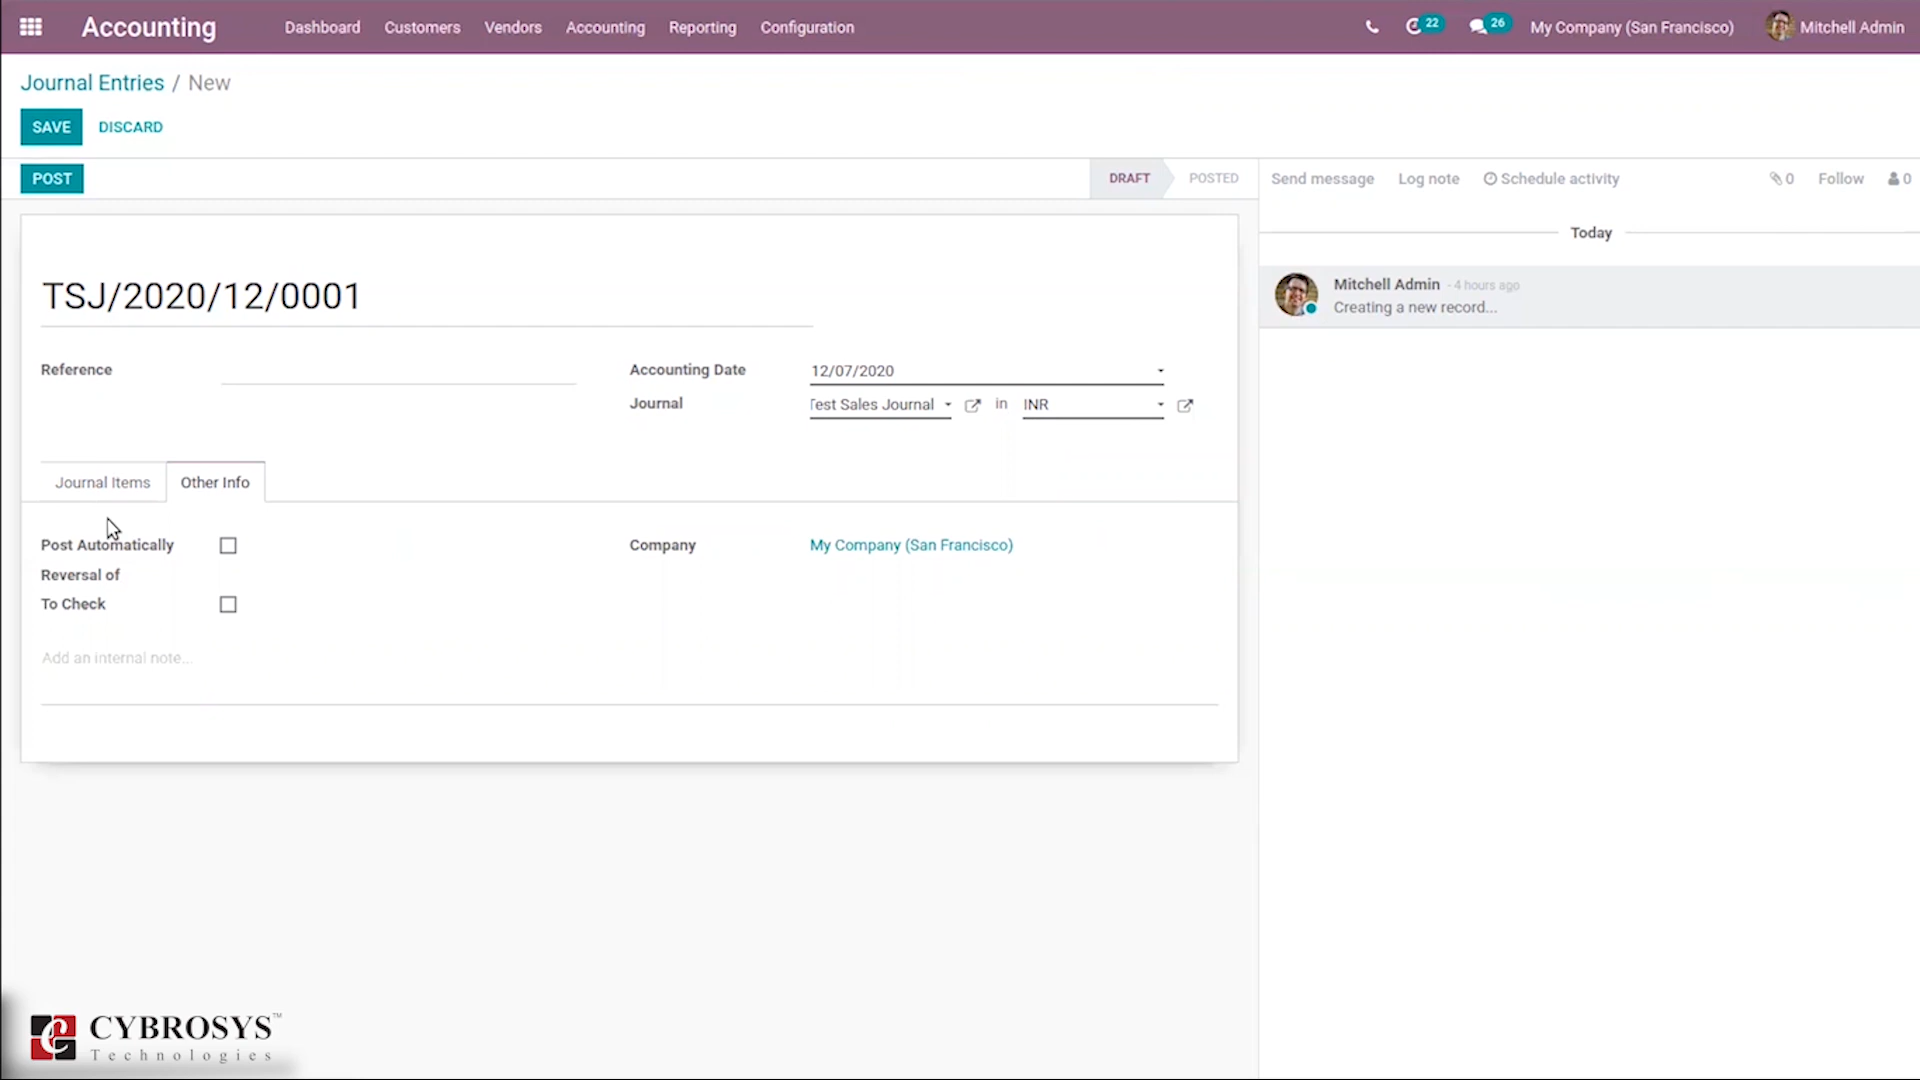 Accounting Dashboard Customers Vendors Accounting Reporting Configuration 22 26 My Company (San Francisco) Mitchell Admin
Journal Entries / New
SAVE DISCARD
POST DRAFT POSTED Send message Log note Schedule activity 0 Follow 0
Today
TSJ/2020/12/0001
Mitchell Admin - 4 hours ago
Creating a new record...
Reference
Accounting Date 12/07/2020
Journal Test Sales Journal in INR
Journal Items Other Info
Post Automatically
Company My Company (San Francisco)
Reversal of
To Check
Add an internal note...
CYBROSYS™
Technologies